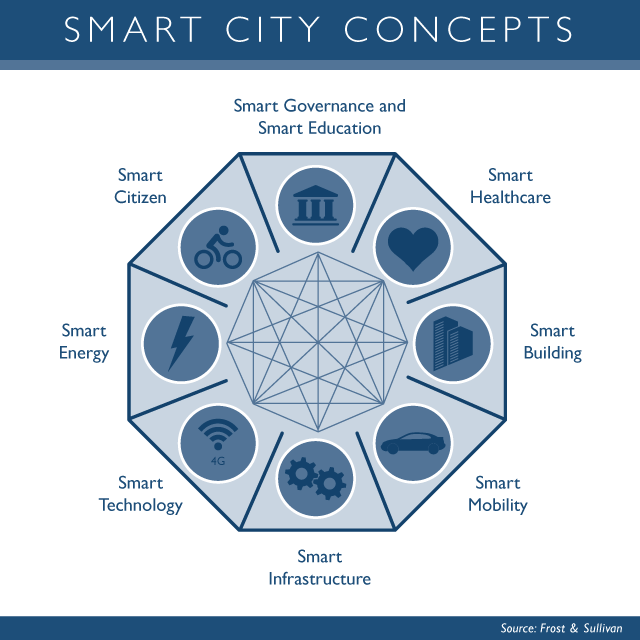 SMART CITY CONCEPTS
Smart Governance and
Smart Education
Smart
Citizen
Smart
Healthcare
Smart
Energy
Smart
Building
4G
Smart
Technology
Smart
Mobility
Smart
Infrastructure
Source: Frost & Sullivan